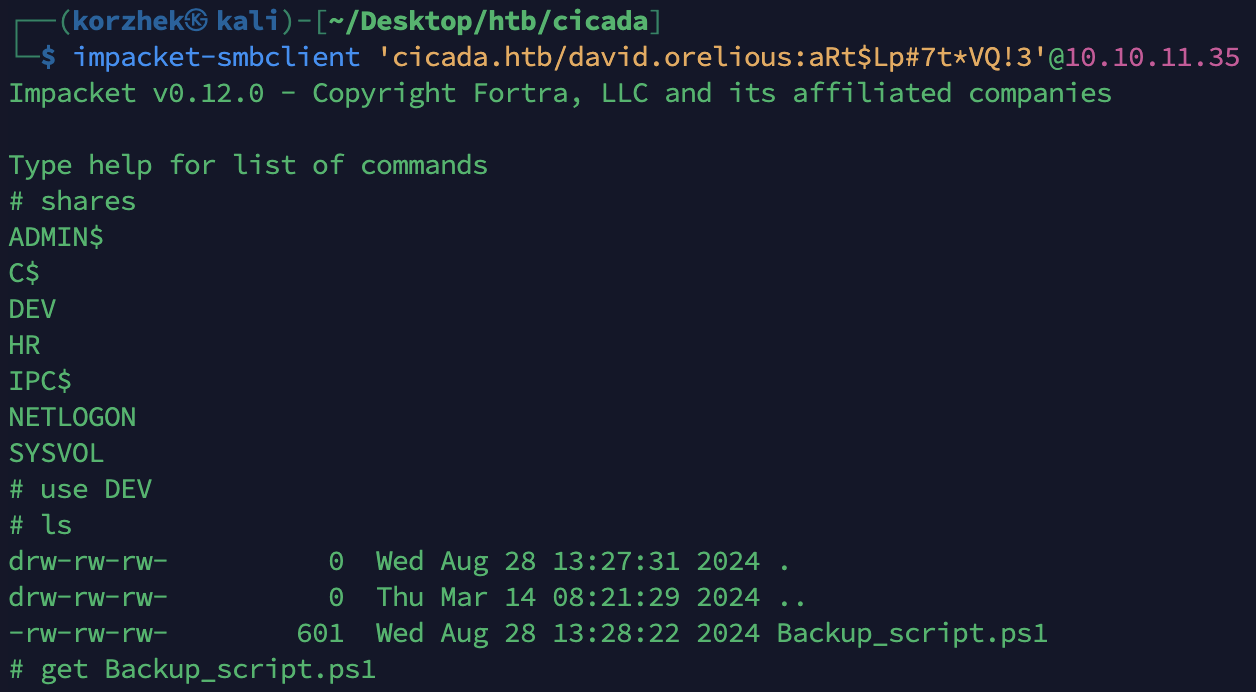 ┌──(korzhek㉿kali)-[~/Desktop/htb/cicada]
└─$ impacket-smbclient 'cicada.htb/david.orelious:aRt$Lp#7t*VQ!3'@10.10.11.35
Impacket v0.12.0 - Copyright Fortra, LLC and its affiliated companies

Type help for list of commands
# shares
ADMIN$
C$
DEV
HR
IPC$
NETLOGON
SYSVOL
# use DEV
# ls
drw-rw-rw-          0  Wed Aug 28 13:27:31 2024 .
drw-rw-rw-          0  Thu Mar 14 08:21:29 2024 ..
-rw-rw-rw-        601  Wed Aug 28 13:28:22 2024 Backup_script.ps1
# get Backup_script.ps1